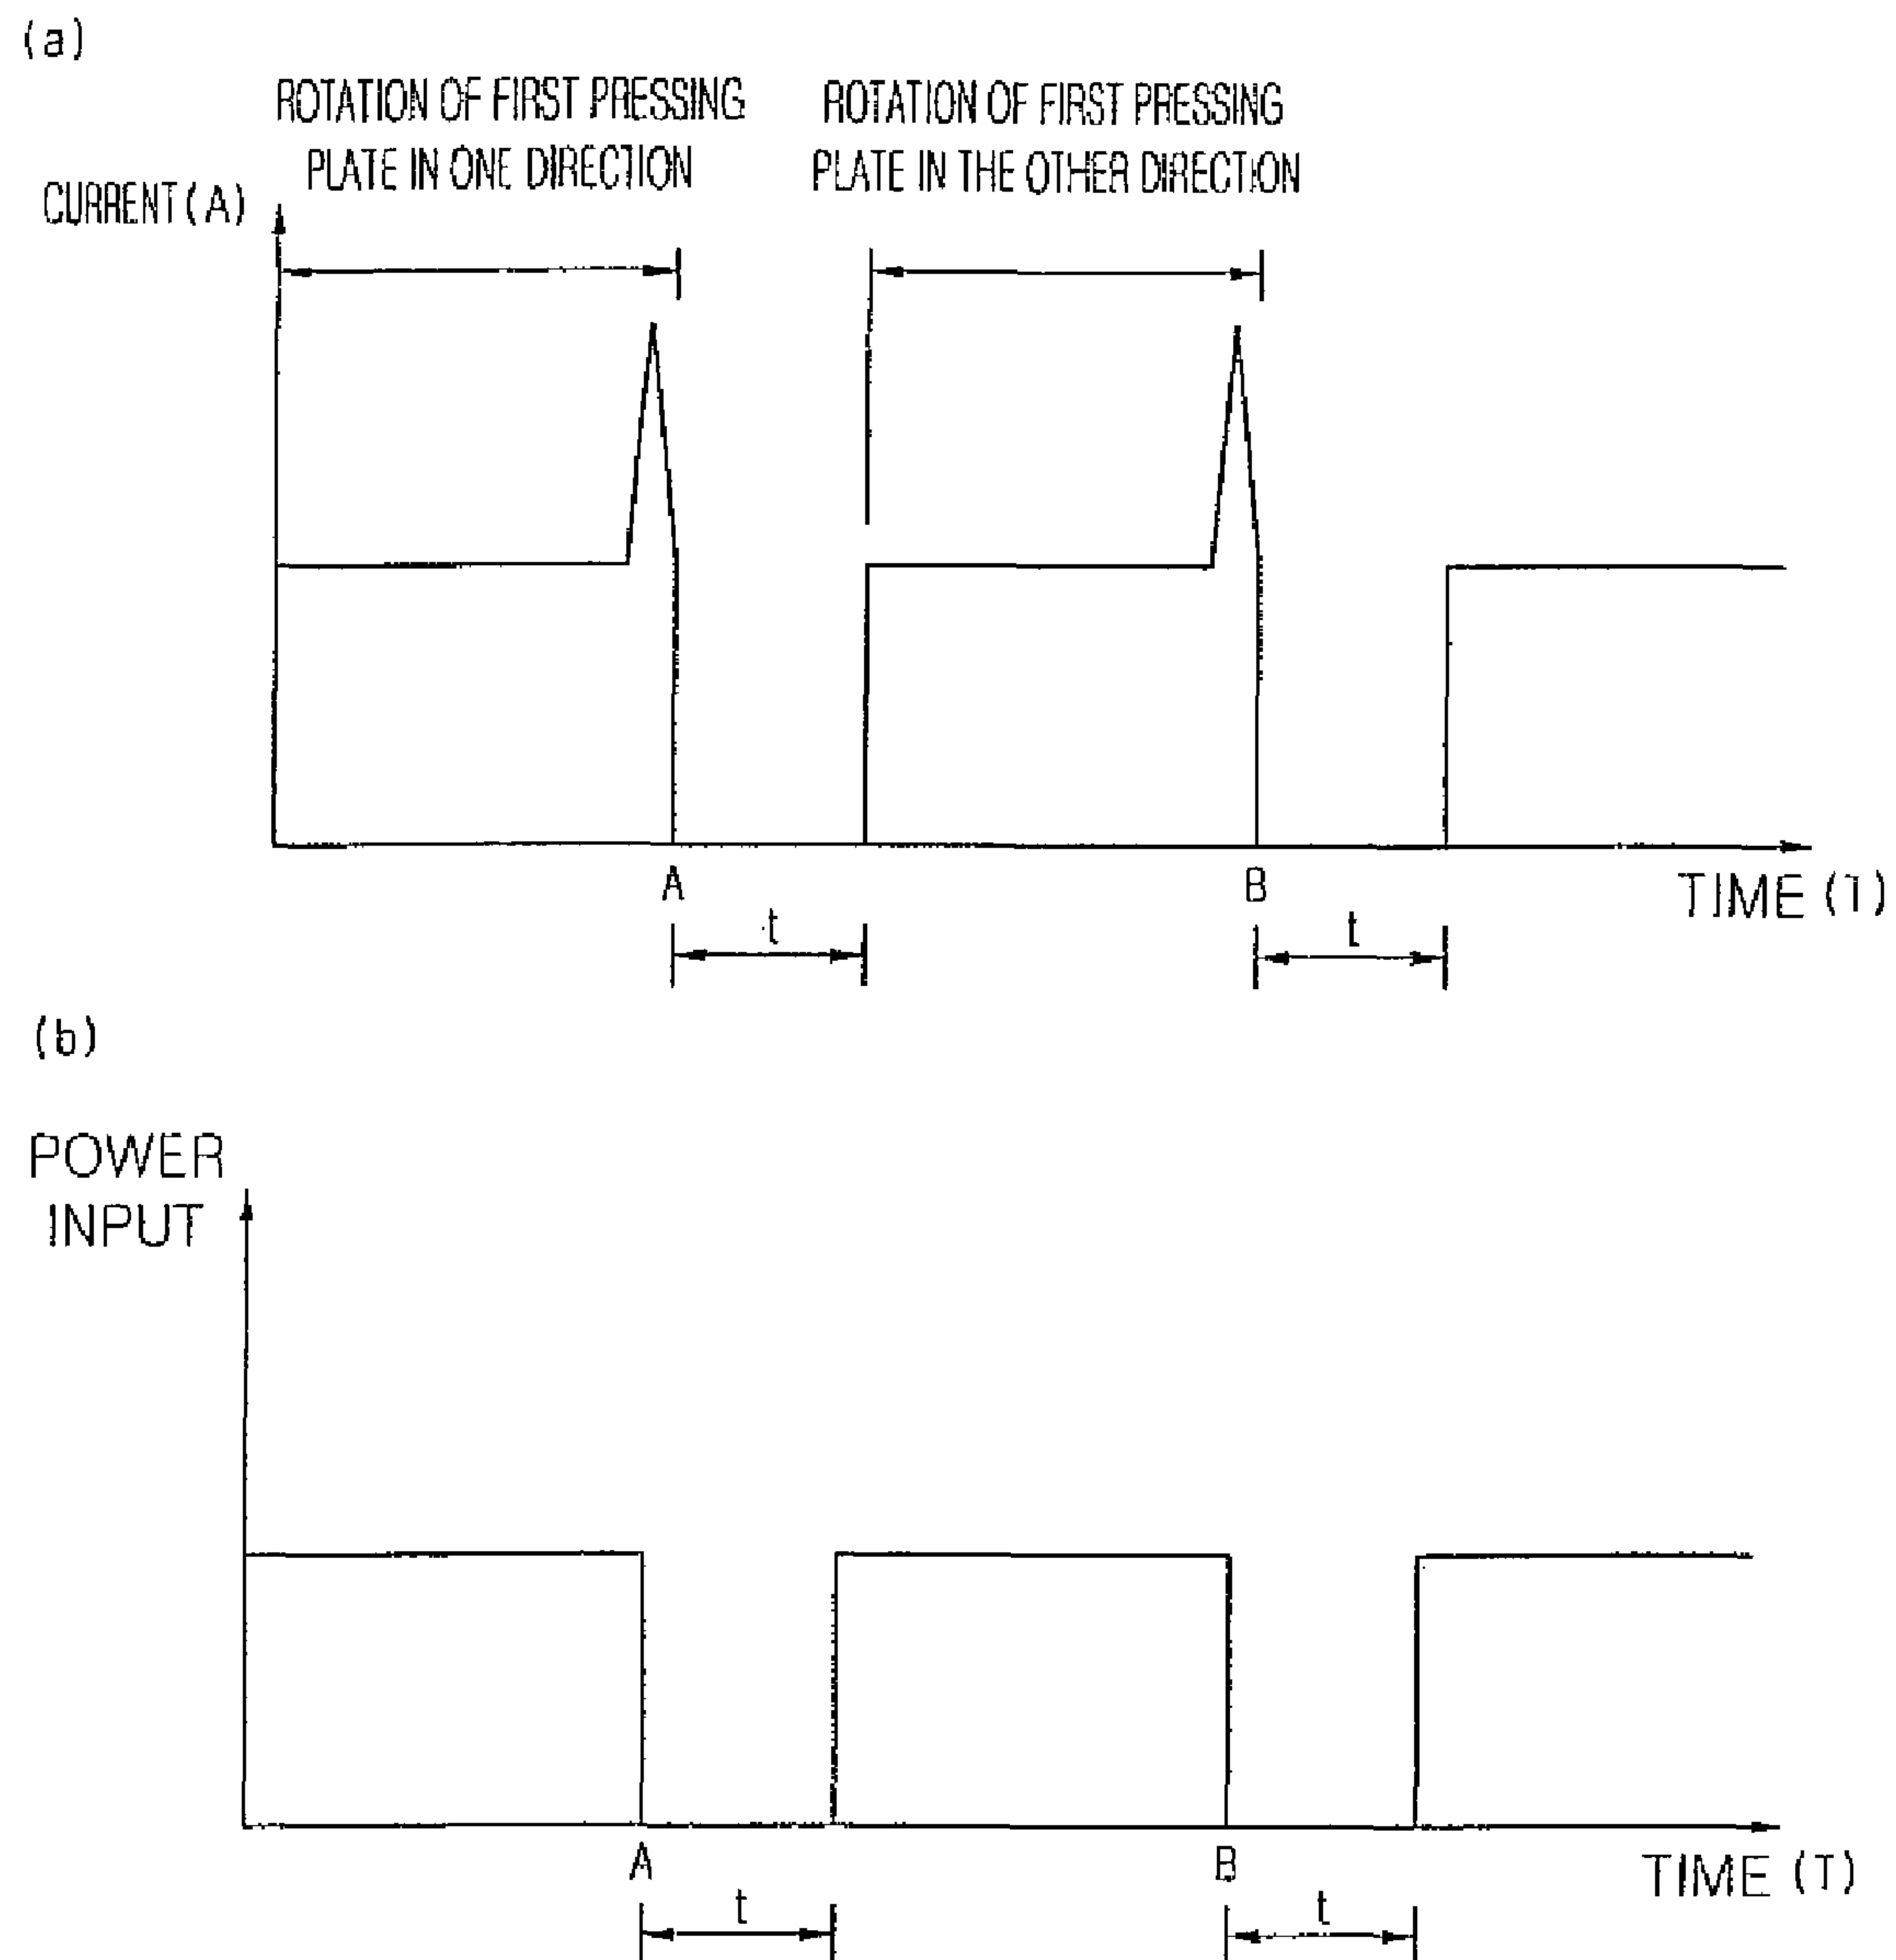 (a)
ROTATION OF FIRST PRESSING
PLATE IN ONE DIRECTION
ROTATION OF FIRST PRESSING
PLATE IN THE OTHER DIRECTION
CURRENT(A)
A
B
TIME (T)
t
t
(b)
POWER
INPUT
A
B
TIME (T)
t
t